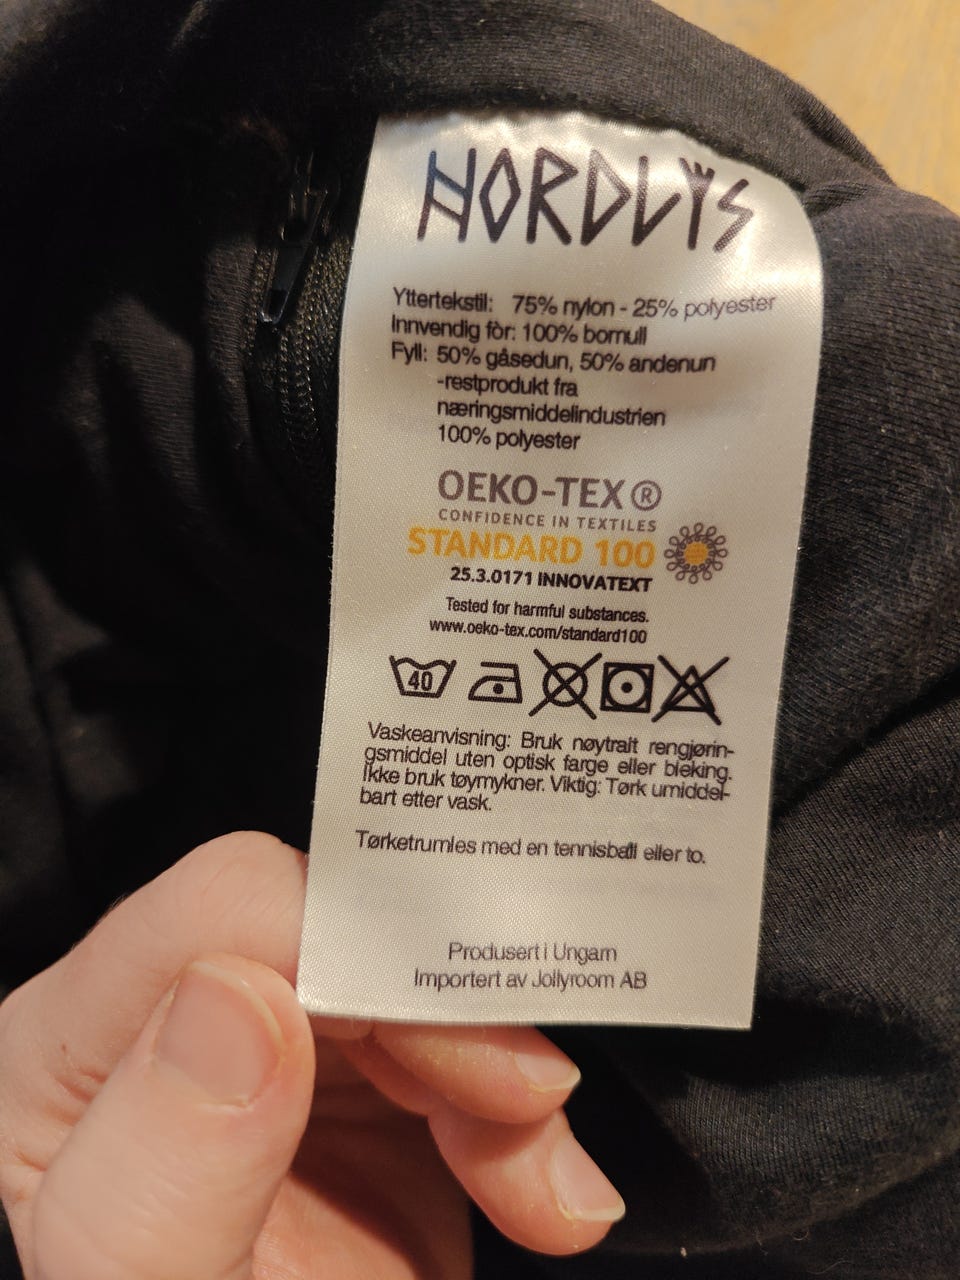 NORDLYS
Yttertekstil: 75% nylon - 25% polyester
Innvendig fòr: 100% bomull
Fyll: 50% gåsedun, 50% andenun
-restprodukt fra
næringsmiddelindustrien
100% polyester
OEKO-TEX®
CONFIDENCE IN TEXTILES
STANDARD 100
25.3.0171 INNOVATEXT
Tested for harmful substances.
www.oeko-tex.com/standard100
40
Vaskeanvisning: Bruk nøytralt rengjørin-
gsmiddel uten optisk farge eller bleking.
Ikke bruk tøymykner. Viktig: Tørk umiddel-
bart etter vask.
Tørketrumles med en tennisball eller to.
Produsert i Ungarn
Importert av Jollyroom AB